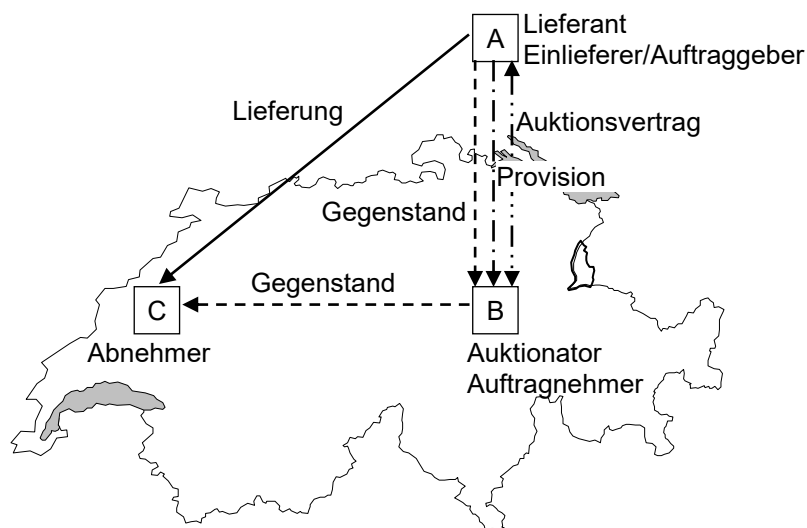 A
Lieferant
Einlieferer/Auftraggeber
Lieferung
Auktionsvertrag
Provision
Gegenstand
Gegenstand
C
B
Abnehmer
Auktionator
Auftragnehmer